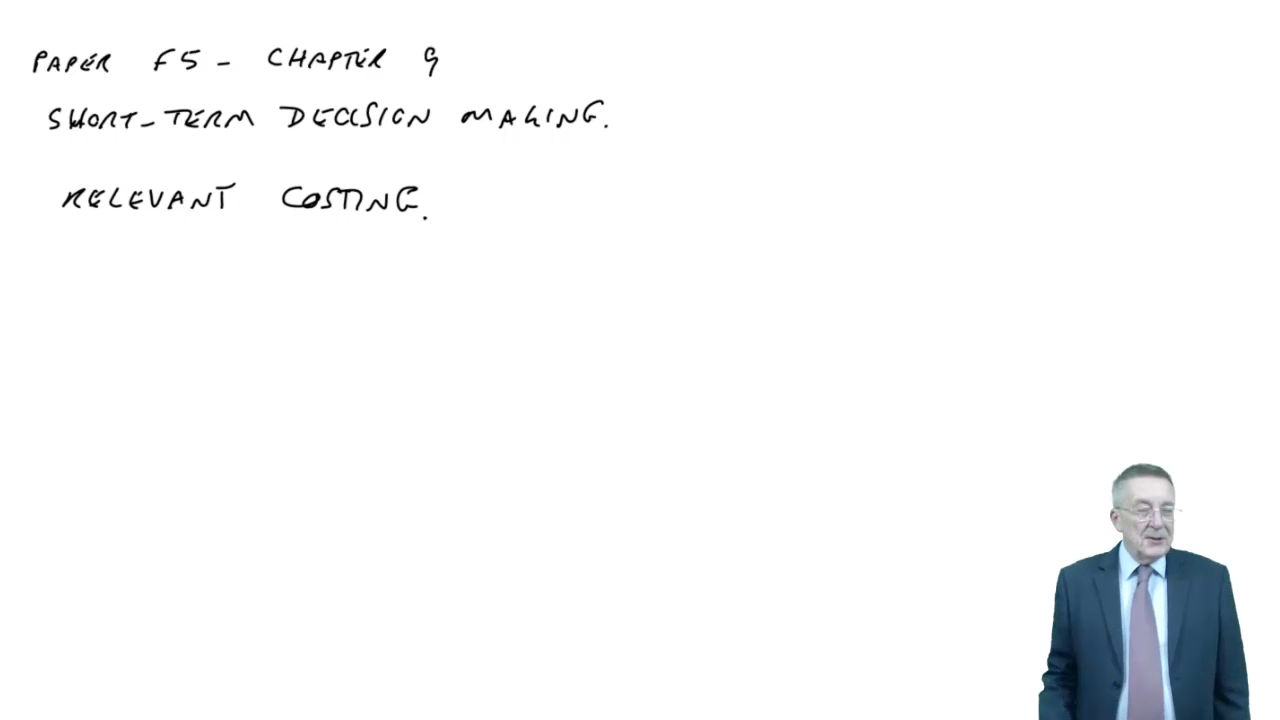 PAPER F5 - CHAPTER 9
SHORT-TERM DECISION MAKING.
RELEVANT COSTING.